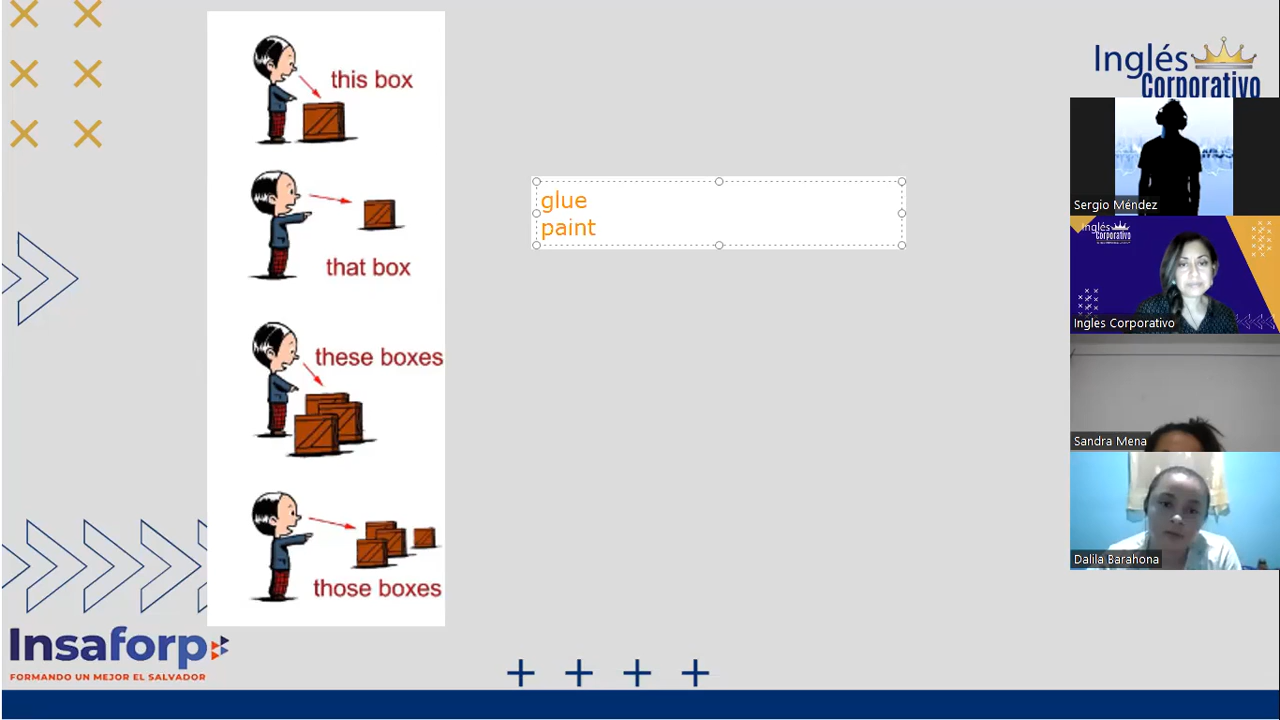 this box
that box
these boxes
those boxes
glue
paint
Inglés
Corporativo
Sergio Méndez
Inglés
Corporativo
Ingles Corporativo
Sandra Mena
Dalila Barahona
Insaforp
FORMANDO UN MEJOR EL SALVADOR